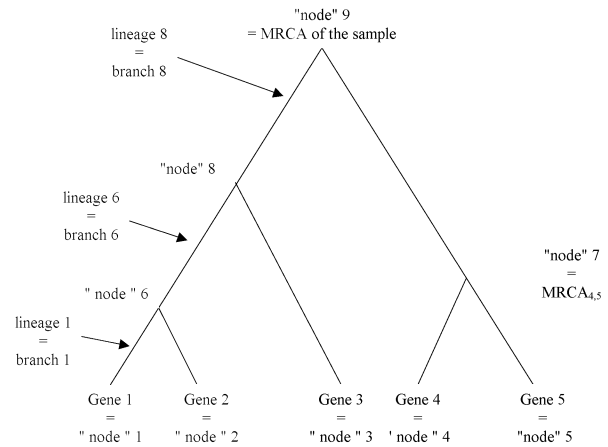 "node" 9
= MRCA of the sample
lineage 8
=
branch 8
"node" 8
lineage 6
=
branch 6
"node" 7
=
MRCA4,5
" node " 6
lineage 1
=
branch 1
Gene 1
=
" node " 1
Gene 2
=
" node " 2
Gene 3
=
" node " 3
Gene 4
=
' node " 4
Gene 5
=
"node" 5